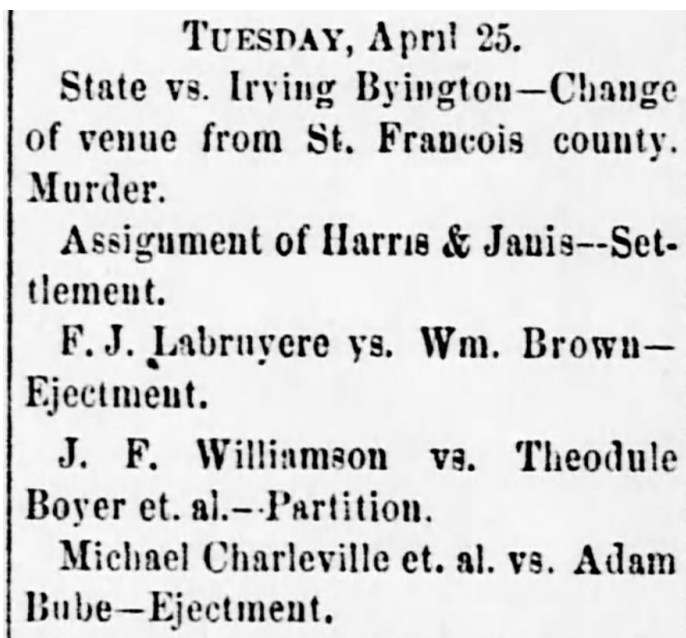 TUESDAY, April 25.
State vs. Irving Byington—Change
of venue from St. Francois county.
Murder.
Assignment of Harris & Janis--Set-
tlement.
F. J. Labruyere vs. Wm. Brown—
Ejectment.
J. F. Williamson vs. Theodule
Boyer et. al.--Partition.
Michael Charleville et. al. vs. Adam
Bube—Ejectment.